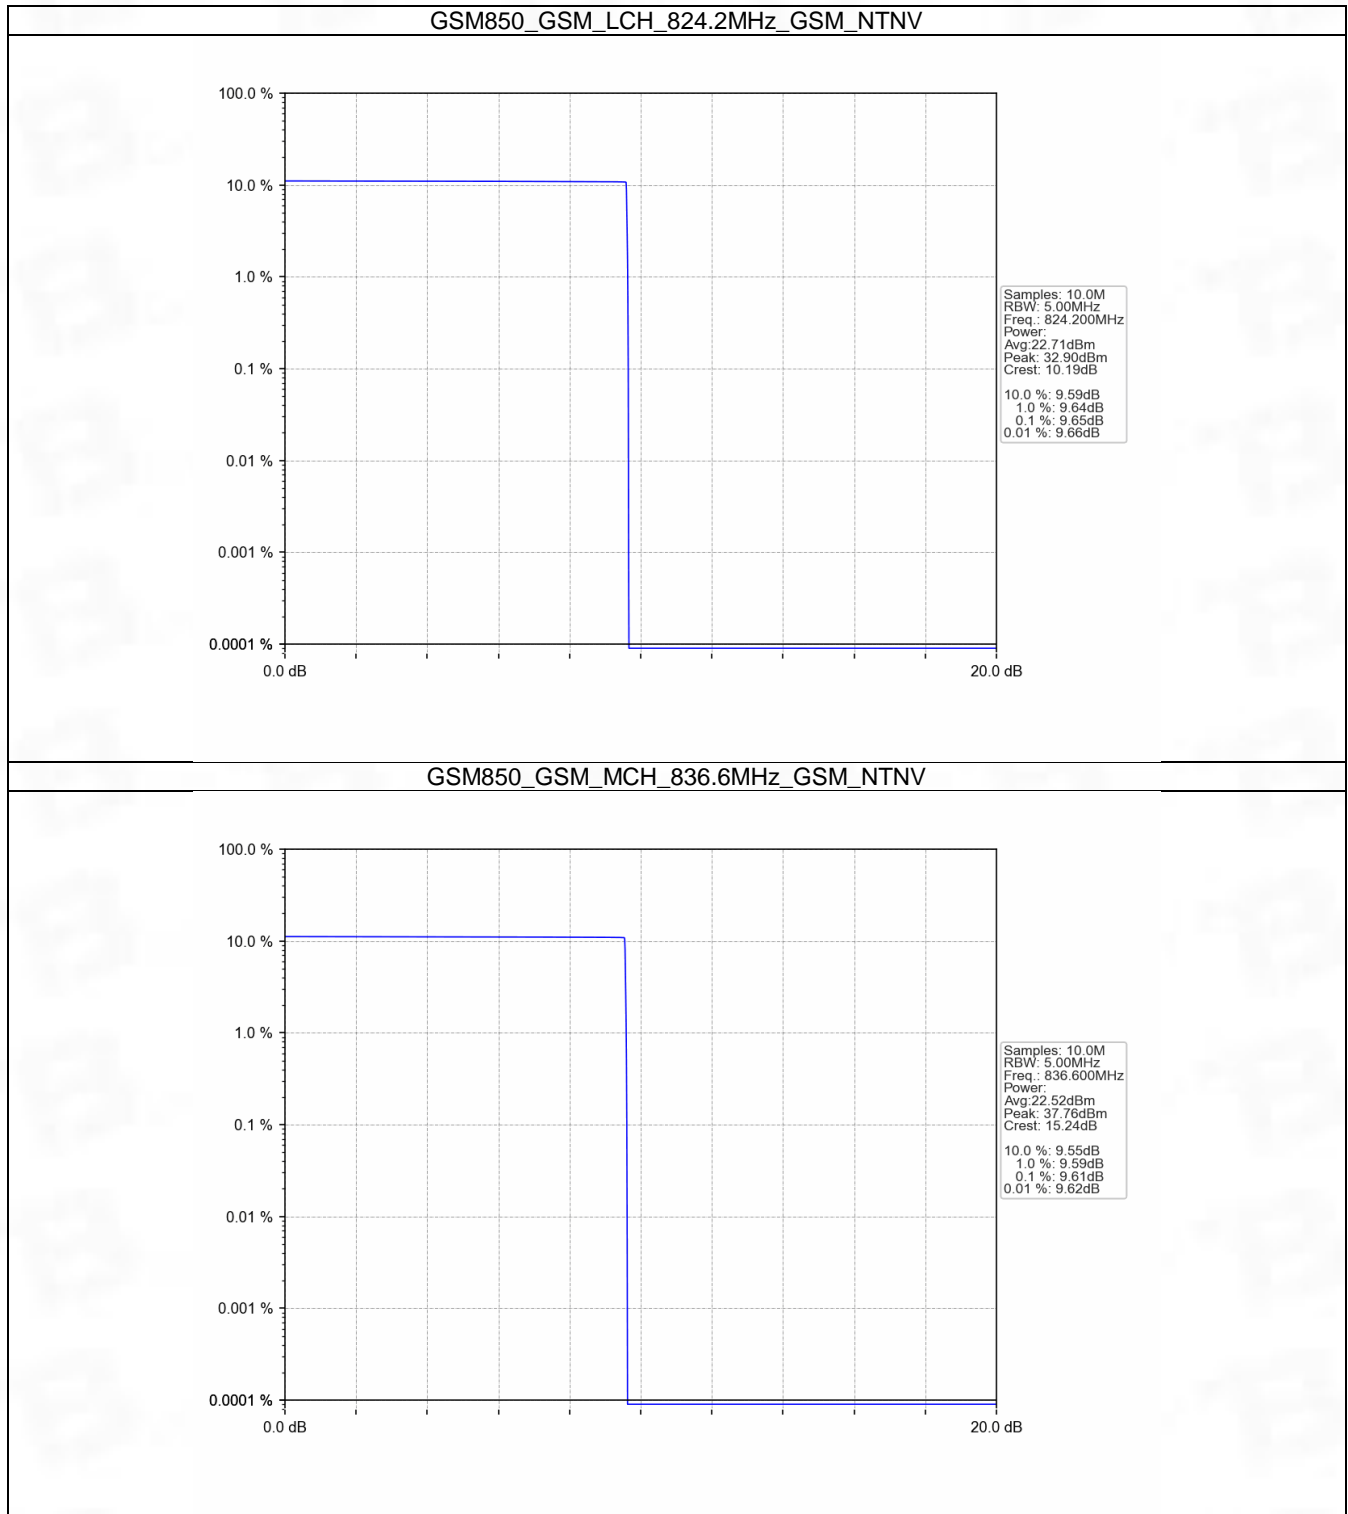 GSM850_GSM_LCH_824.2MHz_GSM_NTNV
100.0 %
10.0 %
1.0 %
0.1 %
0.01 %
0.001 %
0.0001 %
0.0 dB
20.0 dB
Samples: 10.0M
RBW: 5.00MHz
Freq.: 824.200MHz
Power:
Avg:22.71dBm
Peak: 32.90dBm
Crest: 10.19dB
10.0 %: 9.59dB
1.0 %: 9.64dB
0.1 %: 9.65dB
0.01 %: 9.66dB
GSM850_GSM_MCH_836.6MHz_GSM_NTNV
100.0 %
10.0 %
1.0 %
0.1 %
0.01 %
0.001 %
0.0001 %
0.0 dB
20.0 dB
Samples: 10.0M
RBW: 5.00MHz
Freq.: 836.600MHz
Power:
Avg:22.52dBm
Peak: 37.76dBm
Crest: 15.24dB
10.0 %: 9.55dB
1.0 %: 9.59dB
0.1 %: 9.61dB
0.01 %: 9.62dB